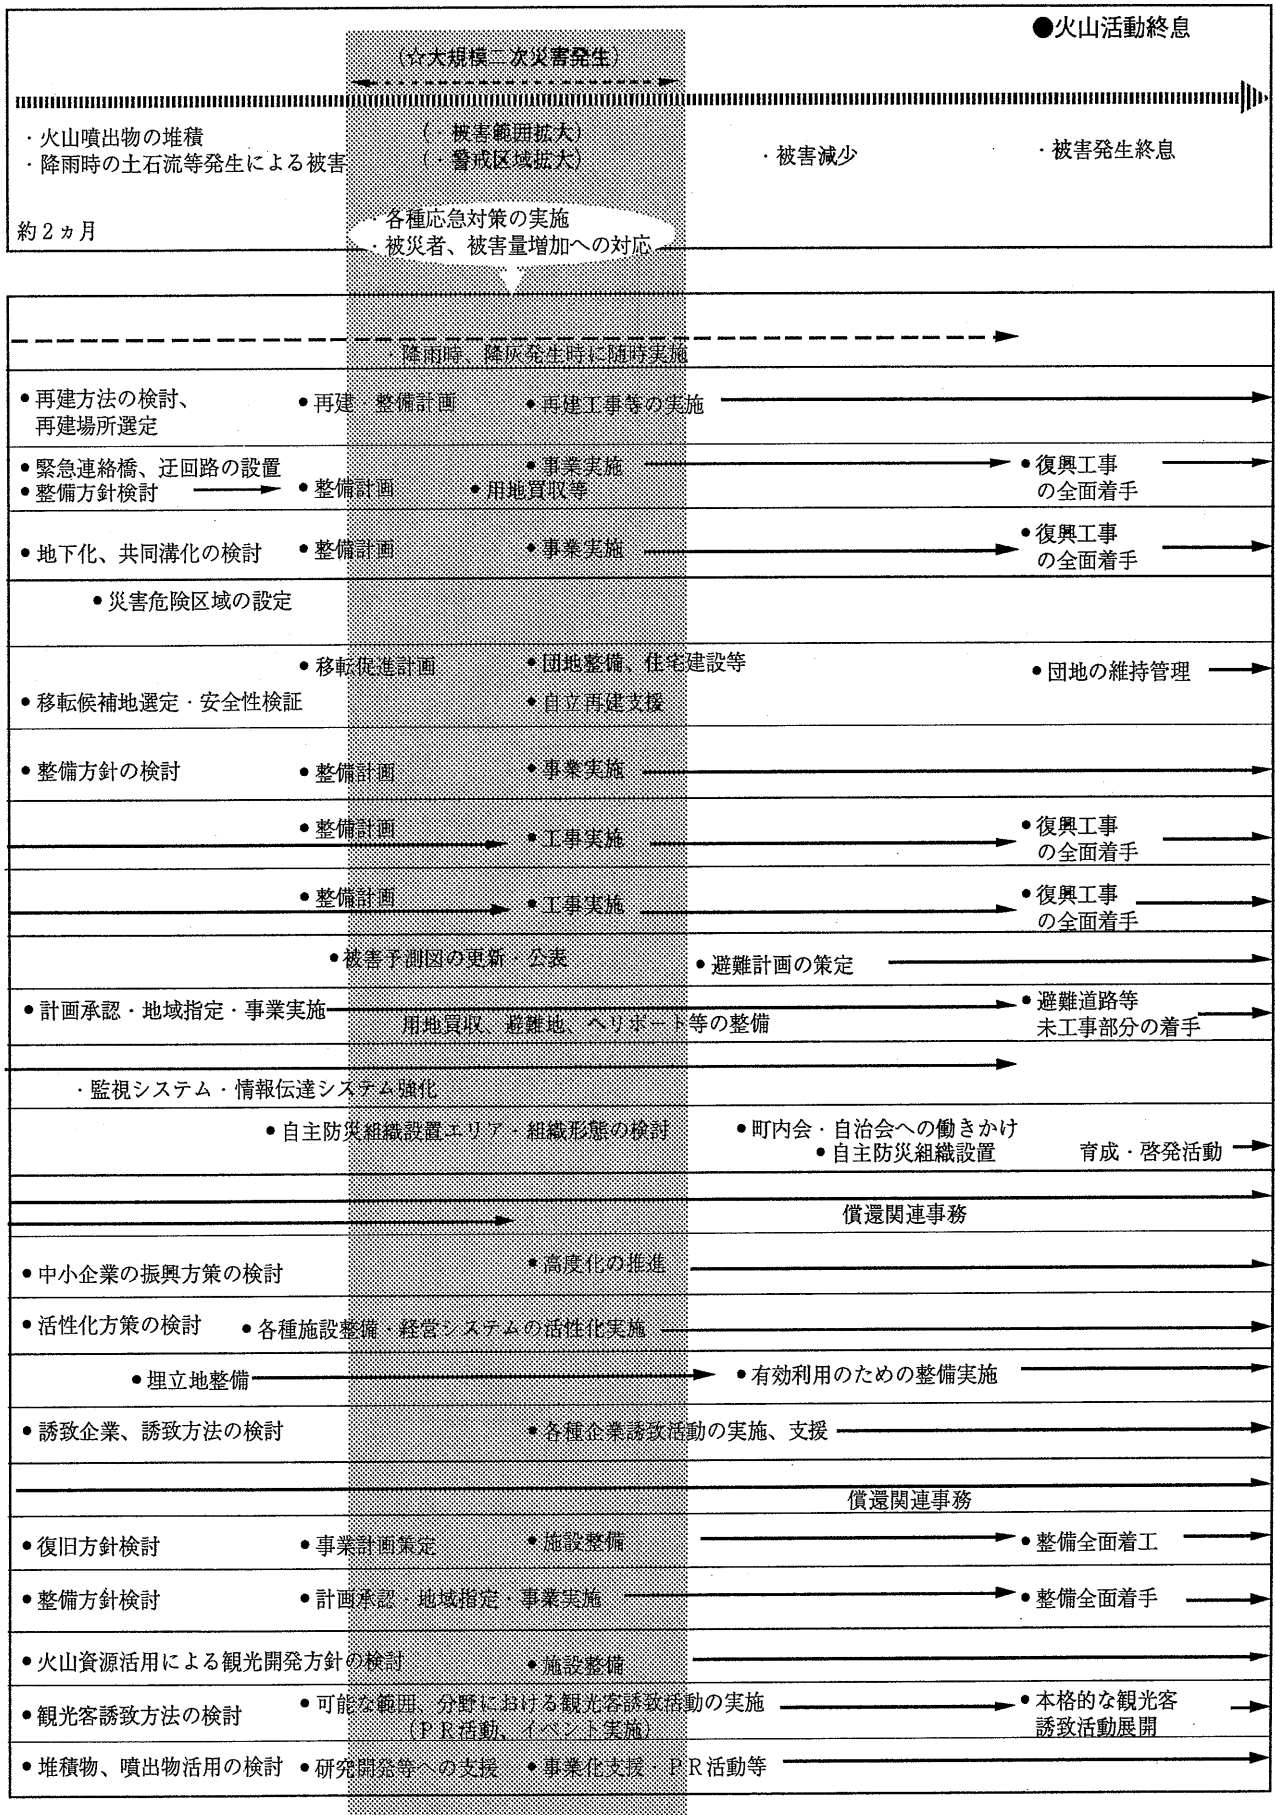 ●火山活動終息
(☆大規模二次災害発生)
・火山噴出物の堆積
・降雨時の土石流等発生による被害
(・被害範囲拡大)
(・警戒区域拡大)
・被害減少
・被害発生終息
約2ヵ月
・各種応急対策の実施
・被災者、被害量増加への対応
・降雨時、降灰発生時に随時実施
●再建方法の検討、
再建場所選定
●再建・整備計画
●再建工事等の実施
●緊急連絡橋、迂回路の設置
●整備方針検討
●整備計画
●事業実施
●用地買収等
●復興工事
の全面着手
●地下化、共同溝化の検討
●整備計画
●事業実施
●復興工事
の全面着手
●災害危険区域の設定
●移転促進計画
●団地整備、住宅建設等
●団地の維持管理
●移転候補地選定・安全性検証
●自立再建支援
●整備方針の検討
●整備計画
●事業実施
●整備計画
●工事実施
●復興工事
の全面着手
●整備計画
●工事実施
●復興工事
の全面着手
●被害予測図の更新・公表
●避難計画の策定
●計画承認・地域指定・事業実施
用地買収、避難地、ヘリポート等の整備
●避難道路等
未工事部分の着手
・監視システム・情報伝達システム強化
●自主防災組織設置エリア・組織形態の検討
●町内会・自治会への働きかけ
●自主防災組織設置
育成・啓発活動
償還関連事務
●中小企業の振興方策の検討
●高度化の推進
●活性化方策の検討
●各種施設整備・経営システムの活性化実施
●埋立地整備
●有効利用のための整備実施
●誘致企業、誘致方法の検討
●各種企業誘致活動の実施、支援
償還関連事務
●復旧方針検討
●事業計画策定
●施設整備
●整備全面着工
●整備方針検討
●計画承認・地域指定・事業実施
●整備全面着手
●火山資源活用による観光開発方針の検討
●施設整備
●観光客誘致方法の検討
●可能な範囲、分野における観光客誘致活動の実施
(PR活動、イベント実施)
●本格的な観光客
誘致活動展開
●堆積物、噴出物活用の検討
●研究開発等への支援
●事業化支援・PR活動等